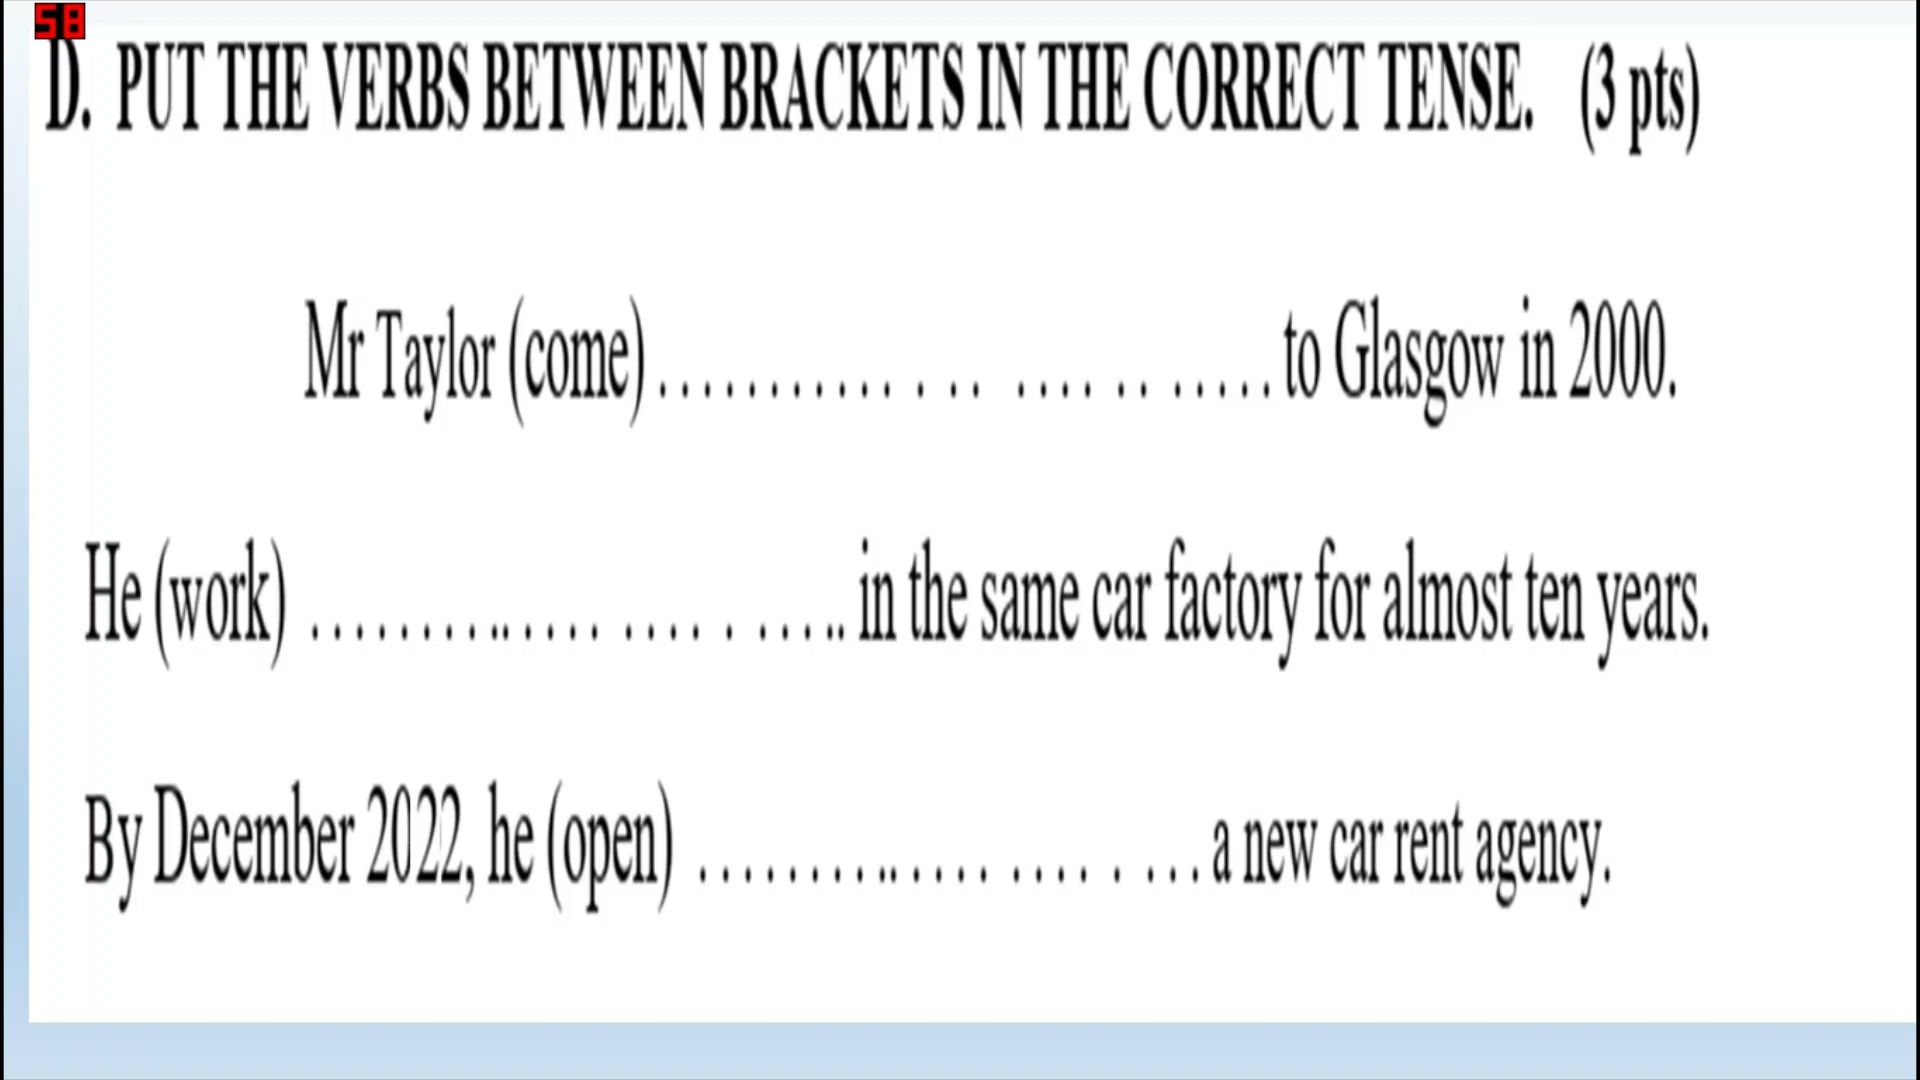 58
D. PUT THE VERBS BETWEEN BRACKETS IN THE CORRECT TENSE. (3 pts)
Mr Taylor (come) ........... . .. .... .. ..... to Glasgow in 2000.
He (work) ............... .... . ..... in the same car factory for almost ten years.
By December 2022, he (open) ............... .... . ... a new car rent agency.